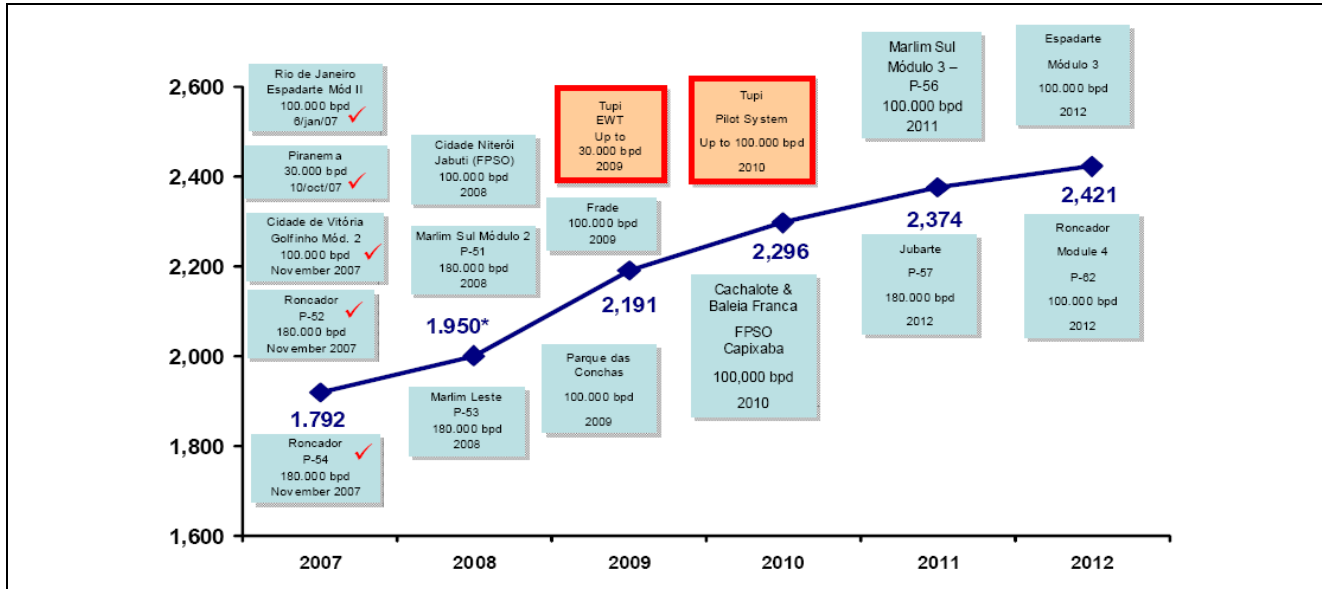 2,600
2,400
2,200
2,000
1,800
1,600
Rio de Janeiro
Espadarte Mód II
100.000 bpd
6/jan/07
Piranema
30.000 bpd
10/oct/07
Cidade de Vitória
Golfinho Mód. 2
100.000 bpd
November 2007
Roncador
P-52
180.000 bpd
November 2007
1.792
Roncador
P-54
180.000 bpd
November 2007
Cidade Niterói
Jabuti (FPSO)
100.000 bpd
2008
Marlim Sul Módulo 2
P-51
180.000 bpd
2008
1.950*
Marlim Leste
P-53
180.000 bpd
2008
Tupi
EWT
Up to
30.000 bpd
2009
Frade
100.000 bpd
2009
2,191
Parque das
Conchas
100.000 bpd
2009
Tupi
Pilot System
Up to 100.000 bpd
2010
2,296
Cachalote &
Baleia Franca
FPSO
Capixaba
100,000 bpd
2010
Marlim Sul
Módulo 3 –
P-56
100.000 bpd
2011
2,374
Jubarte
P-57
180.000 bpd
2012
Espadarte
Módulo 3
100.000 bpd
2012
2,421
Roncador
Module 4
P-62
100.000 bpd
2012
2007
2008
2009
2010
2011
2012